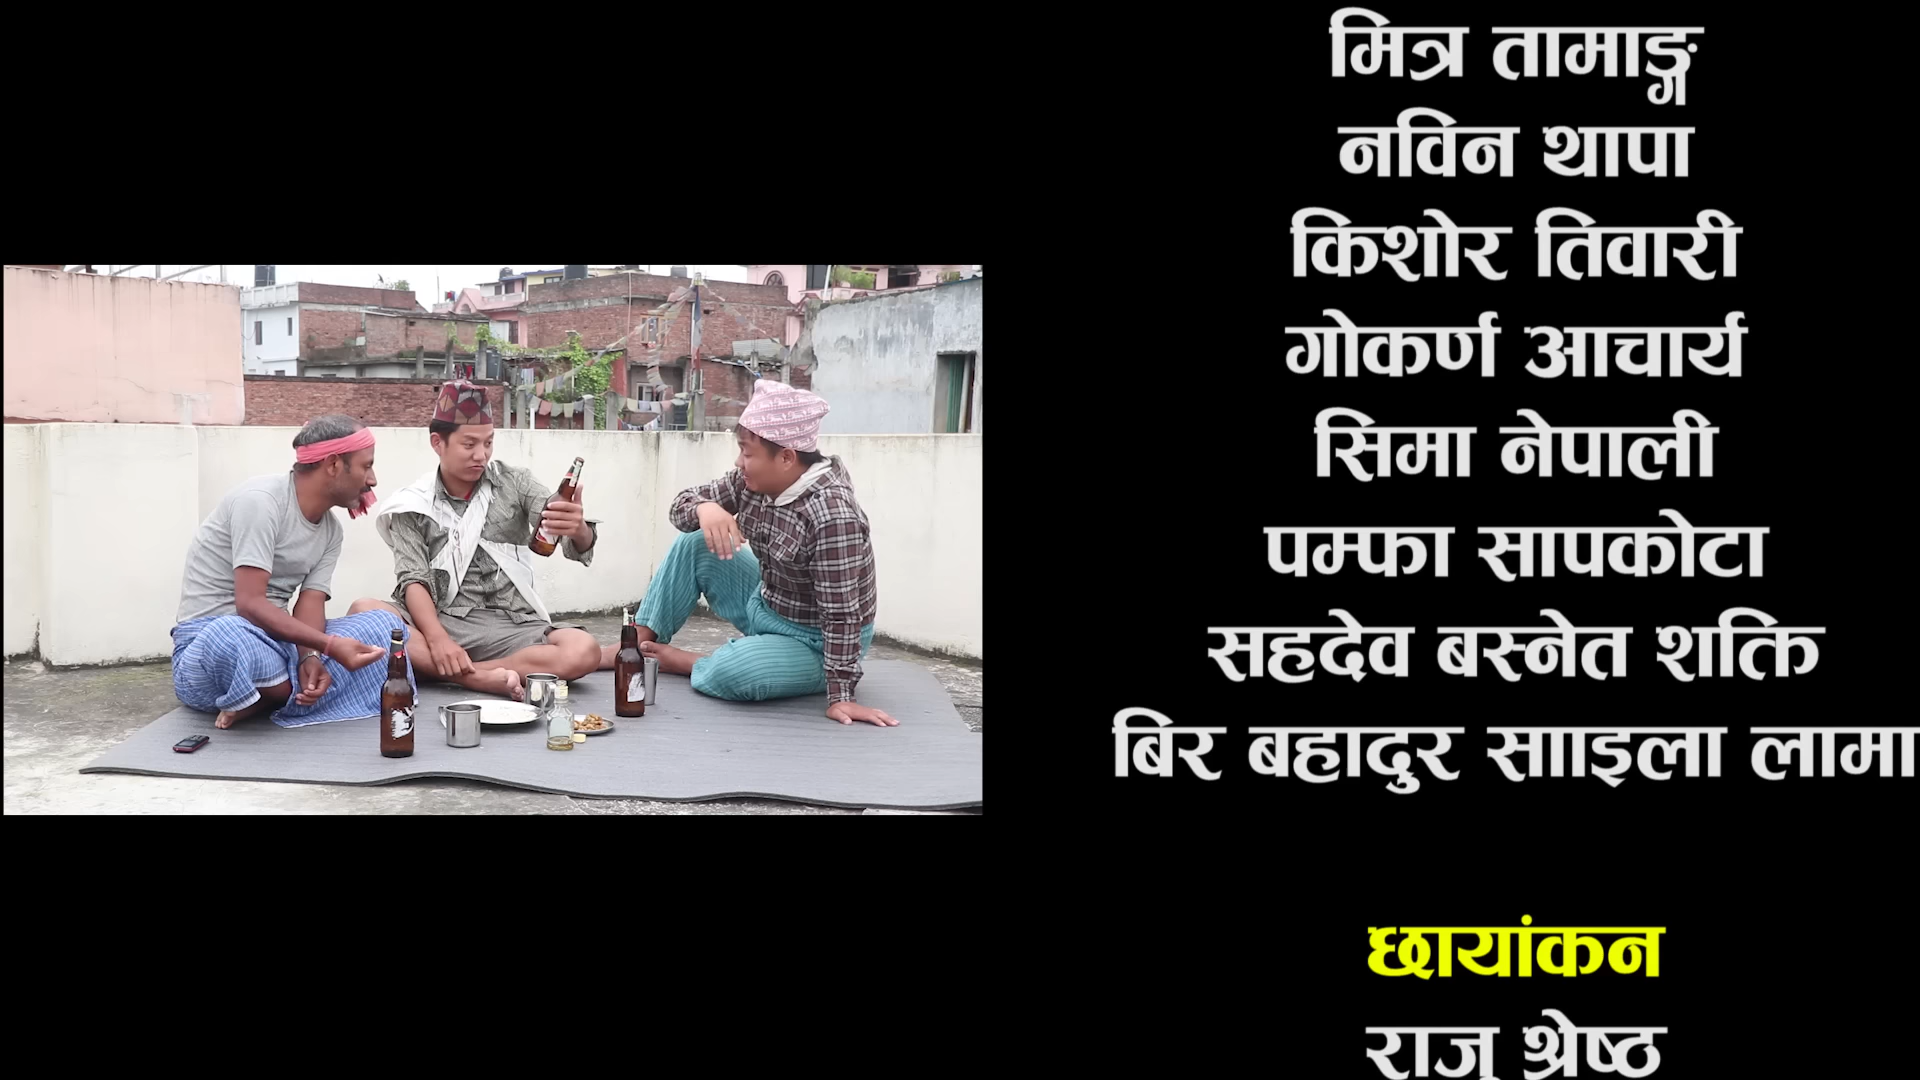 मित्र तामाङ्ग
नविन थापा
किशोर तिवारी
गोकर्ण आचार्य
सिमा नेपाली
पम्फा सापकोटा
सहदेव बस्नेत शक्ति
बिर बहादुर सााइला लामा
छायांकन
राजु श्रेष्ठ